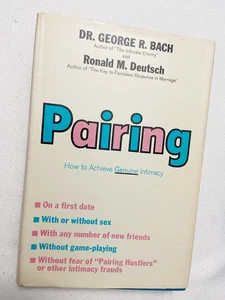 DR. GEORGE R. BACH
Author of "The Intimate Enemy"
and
Ronald M. Deutsch
Author of "The Key to Feminine Response in Marriage"
Pairing
How to Achieve Genuine Intimacy
On a first date
With or without sex
With any number of new friends
Without game-playing
Without fear of "Pairing Hustlers"
or other intimacy frauds